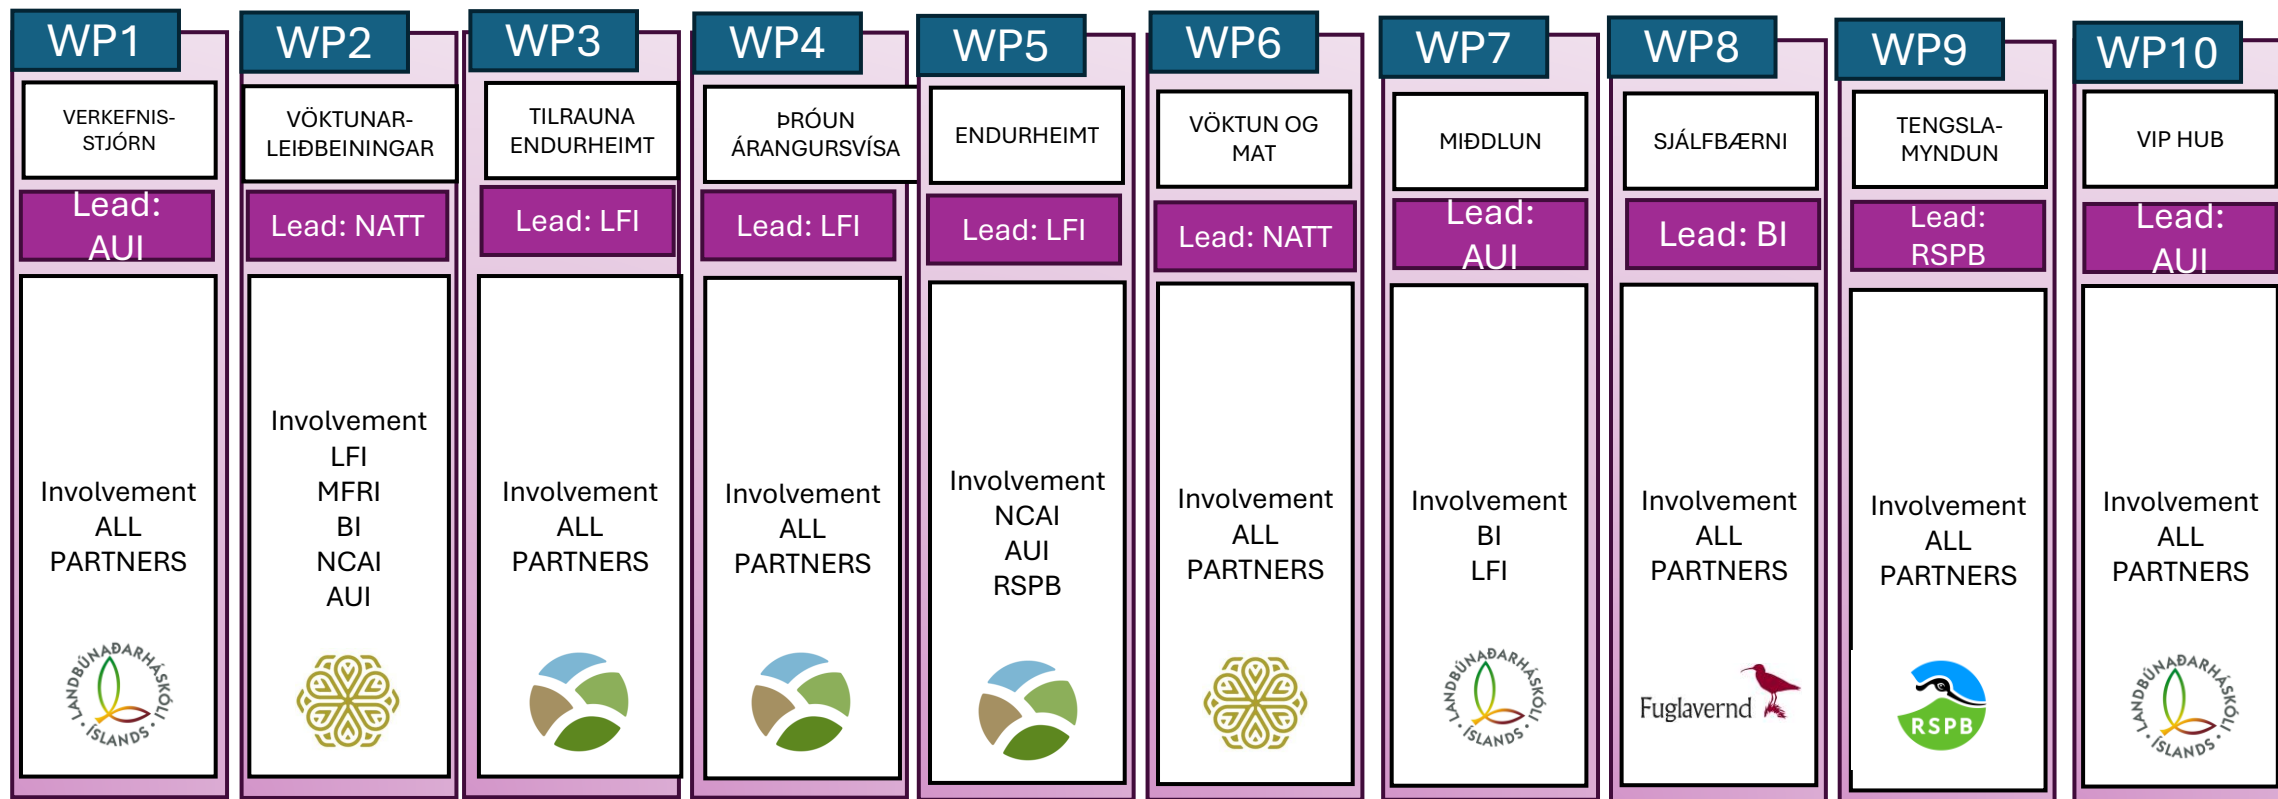 WP1
VERKEFNIS-
STJÓRN
Lead:
AUI
Involvement
ALL
PARTNERS
LANDBÚNAÐARHÁSKÓLI
· ÍSLANDS ·
WP2
VÖKTUNAR-
LEIÐBEININGAR
Lead: NATT
Involvement
LFI
MFRI
BI
NCAI
AUI
WP3
TILRAUNA
ENDURHEIMT
Lead: LFI
Involvement
ALL
PARTNERS
WP4
ÞRÓUN
ÁRANGURSVÍSA
Lead: LFI
Involvement
ALL
PARTNERS
WP5
ENDURHEIMT
Lead: LFI
Involvement
NCAI
AUI
RSPB
WP6
VÖKTUN OG
MAT
Lead: NATT
Involvement
ALL
PARTNERS
WP7
MIÐDLUN
Lead:
AUI
Involvement
BI
LFI
LANDBÚNAÐARHÁSKÓLI
· ÍSLANDS ·
WP8
SJÁLFBÆRNI
Lead: BI
Involvement
ALL
PARTNERS
Fuglavernd
WP9
TENGSLA-
MYNDUN
Lead:
RSPB
Involvement
ALL
PARTNERS
RSPB
WP10
VIP HUB
Lead:
AUI
Involvement
ALL
PARTNERS
LANDBÚNAÐARHÁSKÓLI
· ÍSLANDS ·